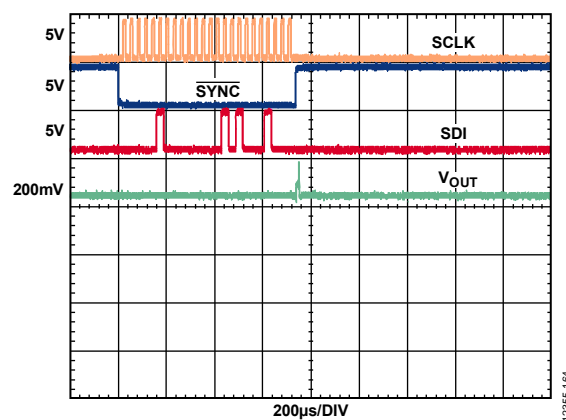 5V
SCLK
5V
SYNC
5V
SDI
200mV
VOUT
200µs/DIV